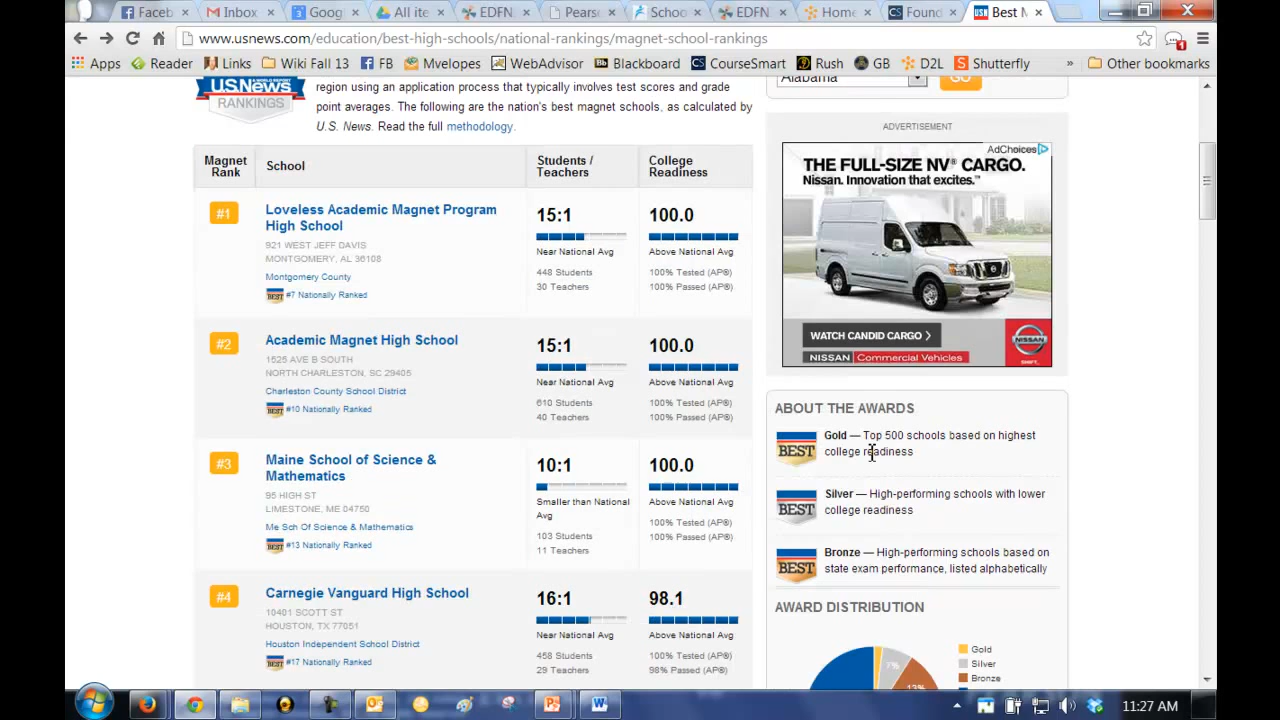 Faceb
Inbox
Goog
All ite
EDFN
Pearso
School
EDFN
Home
Found
Best M
www.usnews.com/education/best-high-schools/national-rankings/magnet-school-rankings
1
Apps
Reader
Links
Wiki Fall 13
FB
Mvelopes
WebAdvisor
Blackboard
CourseSmart
Rush
GB
D2L
Shutterfly
»
Other bookmarks
U.S.News
RANKINGS
region using an application process that typically involves test scores and grade
point averages. The following are the nation's best magnet schools, as calculated by
U.S. News. Read the full methodology.
Magnet
Rank
School
Students /
Teachers
College
Readiness
#1
Loveless Academic Magnet Program
High School
921 WEST JEFF DAVIS
MONTGOMERY, AL 36108
Montgomery County
BEST #7 Nationally Ranked
15:1
Near National Avg
448 Students
30 Teachers
100.0
Above National Avg
100% Tested (AP®)
100% Passed (AP®)
#2
Academic Magnet High School
1525 AVE B SOUTH
NORTH CHARLESTON, SC 29405
Charleston County School District
BEST #10 Nationally Ranked
15:1
Near National Avg
610 Students
40 Teachers
100.0
Above National Avg
100% Tested (AP®)
100% Passed (AP®)
#3
Maine School of Science &
Mathematics
95 HIGH ST
LIMESTONE, ME 04750
Me Sch Of Science & Mathematics
BEST #13 Nationally Ranked
10:1
Smaller than National
Avg
103 Students
11 Teachers
100.0
Above National Avg
100% Tested (AP®)
100% Passed (AP®)
#4
Carnegie Vanguard High School
10401 SCOTT ST
HOUSTON, TX 77051
Houston Independent School District
BEST #17 Nationally Ranked
16:1
Near National Avg
458 Students
29 Teachers
98.1
Above National Avg
100% Tested (AP®)
98% Passed (AP®)
Alabama
GO
ADVERTISEMENT
AdChoices
THE FULL-SIZE NV® CARGO.
Nissan. Innovation that excites.™
WATCH CANDID CARGO >
NISSAN Commercial Vehicles
NISSAN
ABOUT THE AWARDS
BEST
Gold — Top 500 schools based on highest
college readiness
BEST
Silver — High-performing schools with lower
college readiness
BEST
Bronze — High-performing schools based on
state exam performance, listed alphabetically
AWARD DISTRIBUTION
7%
13%
Gold
Silver
Bronze
11:27 AM